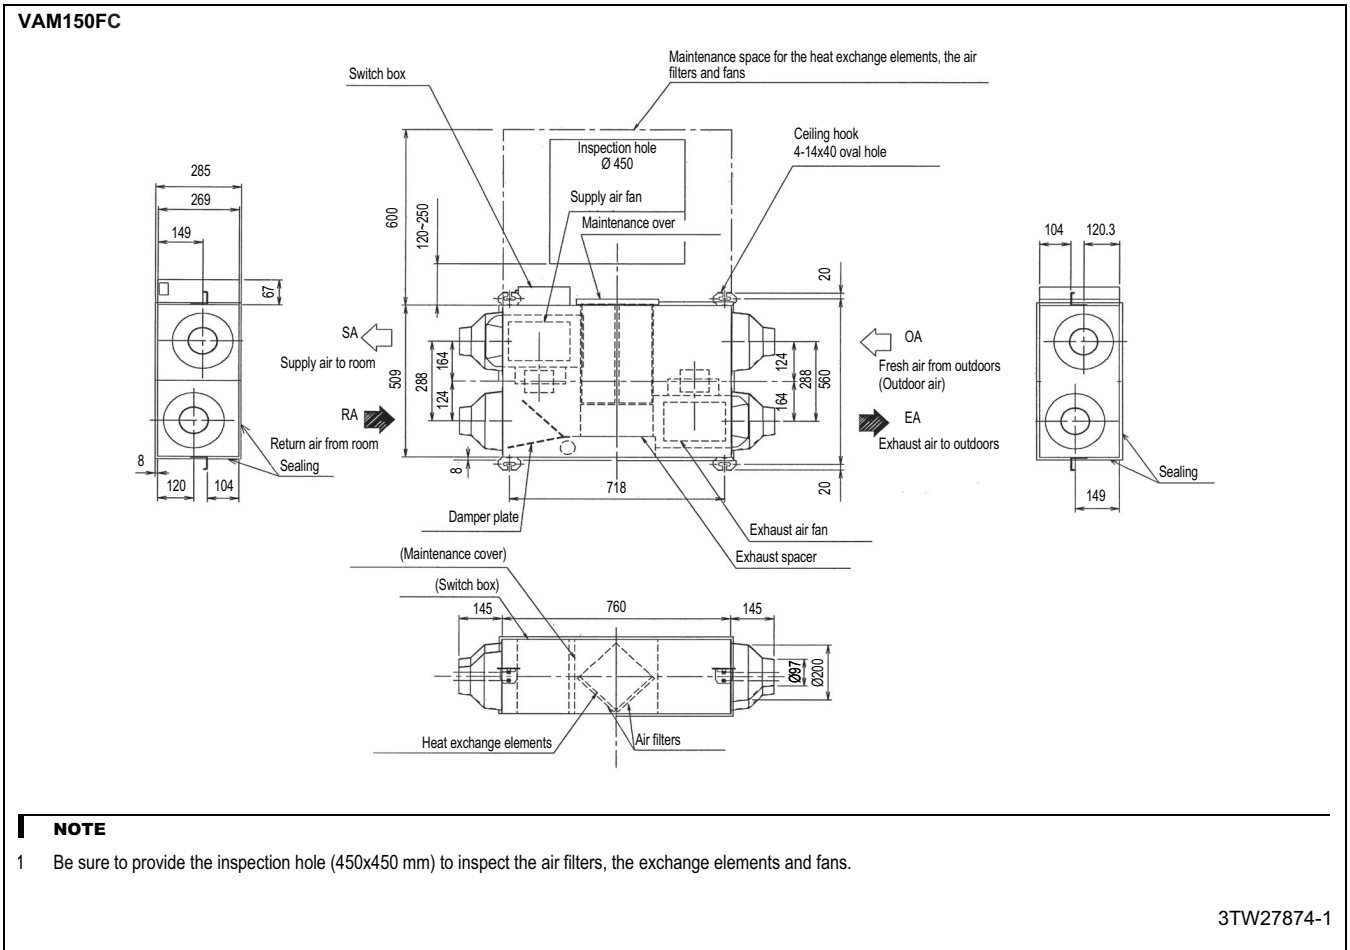 VAM150FC
Maintenance space for the heat exchange elements, the air
filters and fans
Switch box
Ceiling hook
4-14x40 oval hole
Inspection hole
Ø 450
Supply air fan
Maintenance over
285
269
149
67
600
120~250
20
104
120.3
SA
Supply air to room
RA
Return air from room
509
288
164
124
124
164
288
560
OA
Fresh air from outdoors
(Outdoor air)
EA
Exhaust air to outdoors
8
Sealing
120
104
8
718
20
Sealing
149
Damper plate
Exhaust air fan
Exhaust spacer
(Maintenance cover)
(Switch box)
145
760
145
Ø97
Ø200
Heat exchange elements
Air filters
NOTE
1 Be sure to provide the inspection hole (450x450 mm) to inspect the air filters, the exchange elements and fans.
3TW27874-1